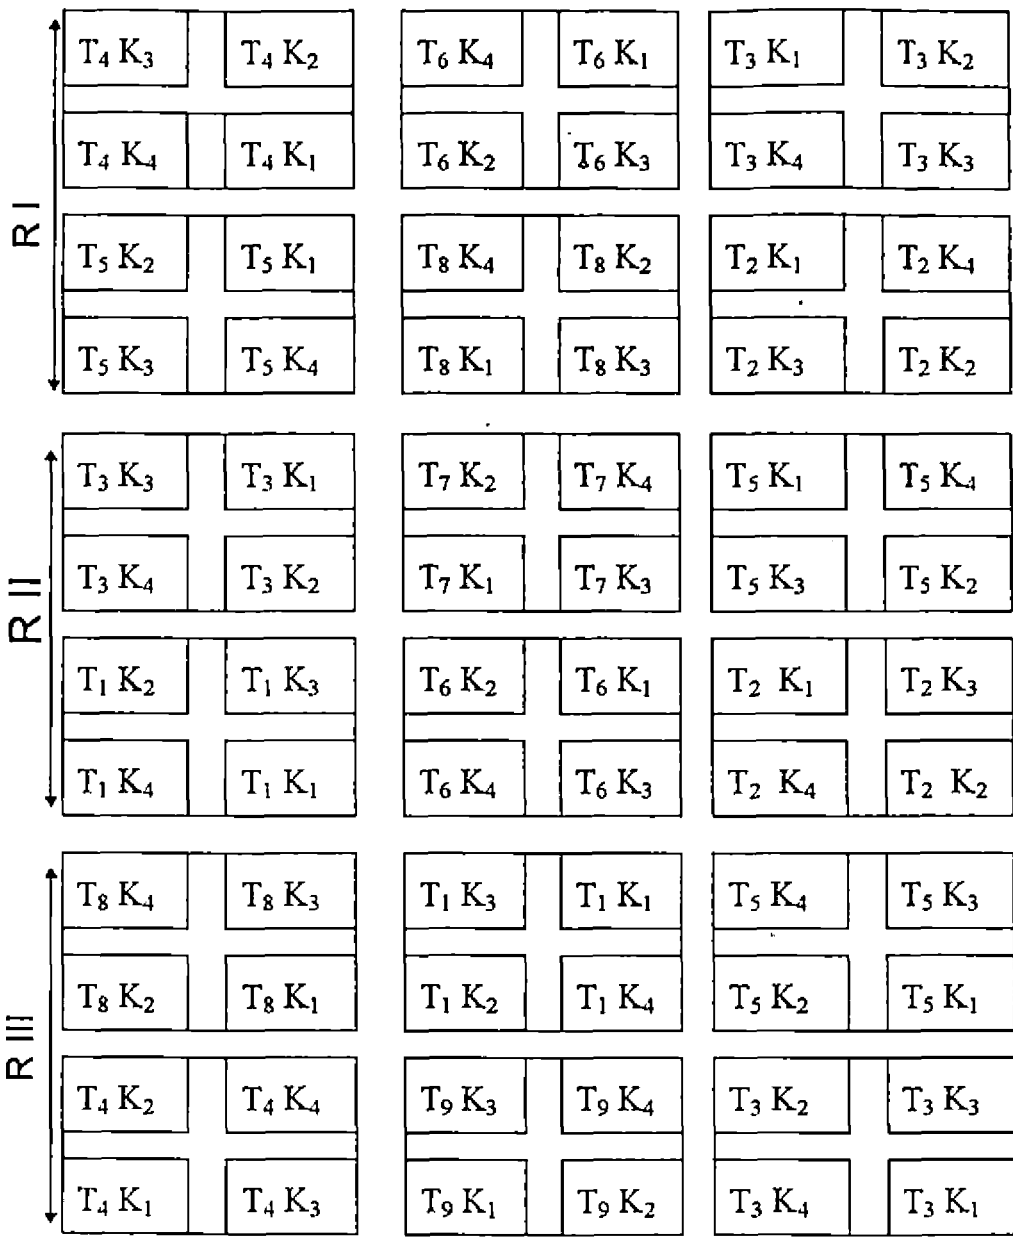 R I
T₄ K₃ T₄ K₂ T₆ K₄ T₆ K₁ T₃ K₁ T₃ K₂
T₄ K₄ T₄ K₁ T₆ K₂ T₆ K₃ T₃ K₄ T₃ K₃
T₅ K₂ T₅ K₁ T₈ K₄ T₈ K₂ T₂ K₁ T₂ K₄
T₅ K₃ T₅ K₄ T₈ K₁ T₈ K₃ T₂ K₃ T₂ K₂
R II
T₃ K₃ T₃ K₁ T₇ K₂ T₇ K₄ T₅ K₁ T₅ K₄
T₃ K₄ T₃ K₂ T₇ K₁ T₇ K₃ T₅ K₃ T₅ K₂
T₁ K₂ T₁ K₃ T₆ K₂ T₆ K₁ T₂ K₁ T₂ K₃
T₁ K₄ T₁ K₁ T₆ K₄ T₆ K₃ T₂ K₄ T₂ K₂
R III
T₈ K₄ T₈ K₃ T₁ K₃ T₁ K₁ T₅ K₄ T₅ K₃
T₈ K₂ T₈ K₁ T₁ K₂ T₁ K₄ T₅ K₂ T₅ K₁
T₄ K₂ T₄ K₄ T₉ K₃ T₉ K₄ T₃ K₂ T₃ K₃
T₄ K₁ T₄ K₃ T₉ K₁ T₉ K₂ T₃ K₄ T₃ K₁